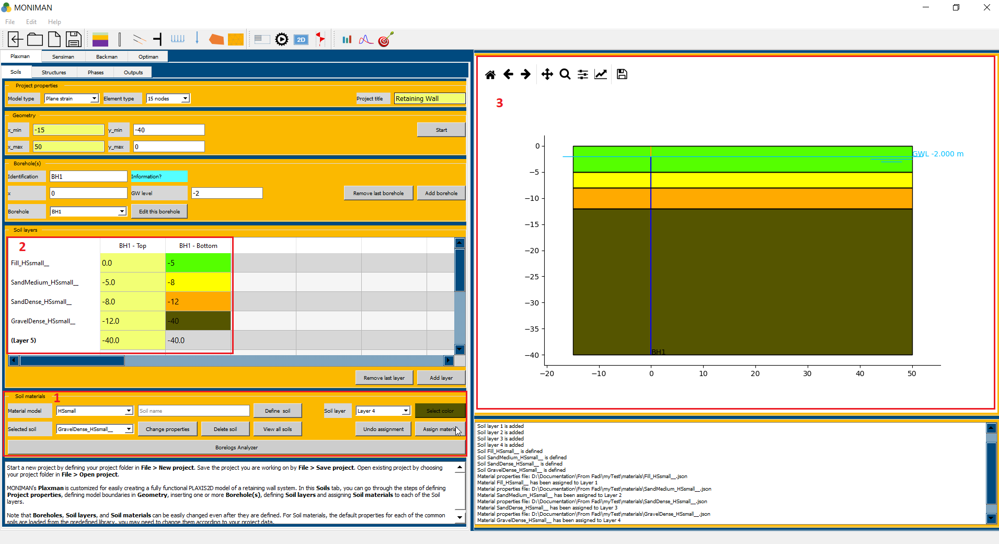 MONIMAN
File Edit Help
2D
Plaxman Sensiman Backman Optiman
Soils Structures Phases Outputs
Project properties
Model type Plane strain Element type 15 nodes Project title Retaining Wall
Geometry
x_min -15 y_min -40 Start
x_max 50 y_max 0
Borehole(s)
Identification BH1 Information?
x 0 GW level -2 Remove last borehole Add borehole
Borehole BH1 Edit this borehole
Soil layers
2 BH1 - Top BH1 - Bottom
Fill_HSsmall__ 0.0 -5
SandMedium_HSsmall__ -5.0 -8
SandDense_HSsmall__ -8.0 -12
GravelDense_HSsmall__ -12.0 -40
(Layer 5) -40.0 -40.0
Remove last layer Add layer
Soil materials 1
Material model HSsmall Soil name Define soil Soil layer Layer 4 Select color
Selected soil GravelDense_HSsmall__ Change properties Delete soil View all soils Undo assignment Assign materia
Borelogs Analyzer
Start a new project by defining your project folder in File > New project. Save the project you are working on by File > Save project. Open existing project by choosing
your project folder in File > Open project.
MONIMAN's Plaxman is customized for easily creating a fully functional PLAXIS2D model of a retaining wall system. In this Soils tab, you can go through the steps of defining
Project properties, defining model boundaries in Geometry, inserting one or more Borehole(s), defining Soil layers and assigning Soil materials to each of the Soil
layers.
Note that Boreholes, Soil layers, and Soil materials can be easily changed even after they are defined. For Soil materials, the default properties for each of the common
soils are loaded from the predefined library, you may need to change them according to your project data.
3
0
GWL -2.000 m
−5
−10
−15
−20
−25
−30
−35
−40
BH1
−20 −10 0 10 20 30 40 50
Soil layer 1 is added
Soil layer 2 is added
Soil layer 3 is added
Soil layer 4 is added
Soil Fill_HSsmall__ is defined
Soil SandMedium_HSsmall__ is defined
Soil SandDense_HSsmall__ is defined
Soil GravelDense_HSsmall__ is defined
Material properties file: D:\Documentation\From Fadi\myTest\materials\Fill_HSsmall__.json
Material Fill_HSsmall__ has been assigned to Layer 1
Material properties file: D:\Documentation\From Fadi\myTest\materials\SandMedium_HSsmall__.json
Material SandMedium_HSsmall__ has been assigned to Layer 2
Material properties file: D:\Documentation\From Fadi\myTest\materials\SandDense_HSsmall__.json
Material SandDense_HSsmall__ has been assigned to Layer 3
Material properties file: D:\Documentation\From Fadi\myTest\materials\GravelDense_HSsmall__.json
Material GravelDense_HSsmall__ has been assigned to Layer 4